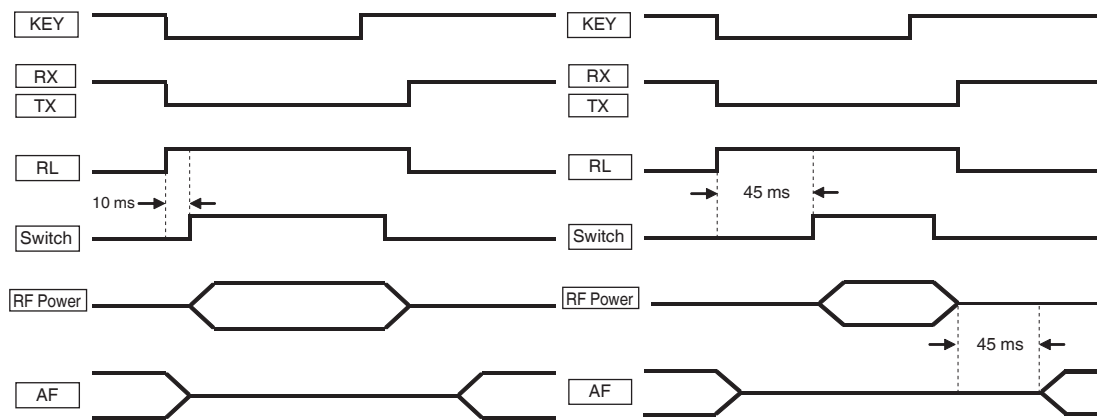 KEY
RX
TX
RL
10 ms
Switch
RF Power
AF
KEY
RX
TX
RL
45 ms
Switch
RF Power
45 ms
AF